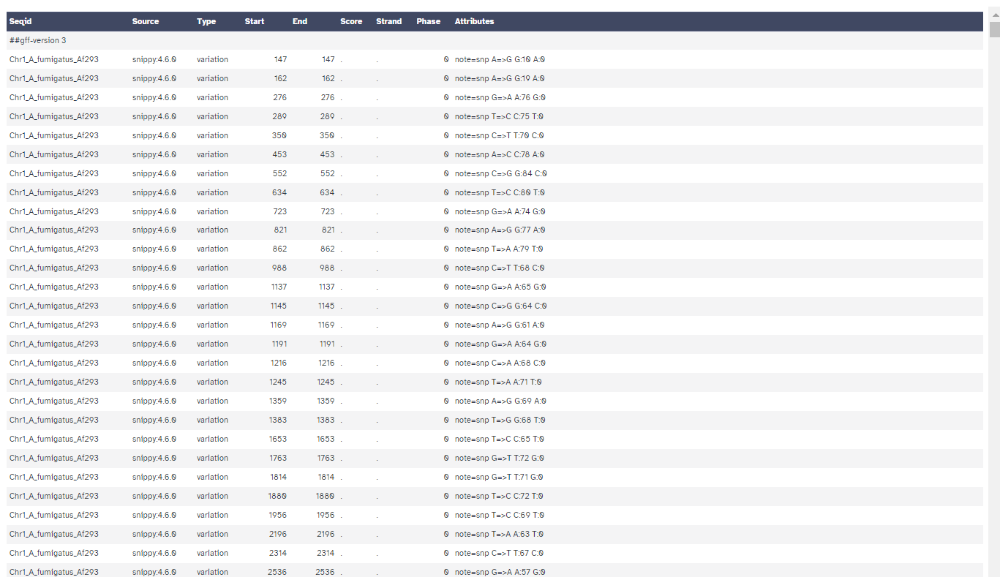 Seqid Source Type Start End Score Strand Phase Attributes
##gff-version 3
Chr1_A_fumigatus_Af293 snippy:4.6.0 variation 147 147 . . 0 note=snp A=>G G:10 A:0
Chr1_A_fumigatus_Af293 snippy:4.6.0 variation 162 162 . . 0 note=snp A=>G G:19 A:0
Chr1_A_fumigatus_Af293 snippy:4.6.0 variation 276 276 . . 0 note=snp G=>A A:76 G:0
Chr1_A_fumigatus_Af293 snippy:4.6.0 variation 289 289 . . 0 note=snp T=>C C:75 T:0
Chr1_A_fumigatus_Af293 snippy:4.6.0 variation 350 350 . . 0 note=snp C=>T T:70 C:0
Chr1_A_fumigatus_Af293 snippy:4.6.0 variation 453 453 . . 0 note=snp A=>C C:78 A:0
Chr1_A_fumigatus_Af293 snippy:4.6.0 variation 552 552 . . 0 note=snp C=>G G:84 C:0
Chr1_A_fumigatus_Af293 snippy:4.6.0 variation 634 634 . . 0 note=snp T=>C C:80 T:0
Chr1_A_fumigatus_Af293 snippy:4.6.0 variation 723 723 . . 0 note=snp G=>A A:74 G:0
Chr1_A_fumigatus_Af293 snippy:4.6.0 variation 821 821 . . 0 note=snp A=>G G:77 A:0
Chr1_A_fumigatus_Af293 snippy:4.6.0 variation 862 862 . . 0 note=snp T=>A A:79 T:0
Chr1_A_fumigatus_Af293 snippy:4.6.0 variation 988 988 . . 0 note=snp C=>T T:68 C:0
Chr1_A_fumigatus_Af293 snippy:4.6.0 variation 1137 1137 . . 0 note=snp G=>A A:65 G:0
Chr1_A_fumigatus_Af293 snippy:4.6.0 variation 1145 1145 . . 0 note=snp C=>G G:64 C:0
Chr1_A_fumigatus_Af293 snippy:4.6.0 variation 1169 1169 . . 0 note=snp A=>G G:61 A:0
Chr1_A_fumigatus_Af293 snippy:4.6.0 variation 1191 1191 . . 0 note=snp G=>A A:64 G:0
Chr1_A_fumigatus_Af293 snippy:4.6.0 variation 1216 1216 . . 0 note=snp C=>A A:68 C:0
Chr1_A_fumigatus_Af293 snippy:4.6.0 variation 1245 1245 . . 0 note=snp T=>A A:71 T:0
Chr1_A_fumigatus_Af293 snippy:4.6.0 variation 1359 1359 . . 0 note=snp A=>G G:69 A:0
Chr1_A_fumigatus_Af293 snippy:4.6.0 variation 1383 1383 . . 0 note=snp T=>G G:68 T:0
Chr1_A_fumigatus_Af293 snippy:4.6.0 variation 1653 1653 . . 0 note=snp T=>C C:65 T:0
Chr1_A_fumigatus_Af293 snippy:4.6.0 variation 1763 1763 . . 0 note=snp G=>T T:72 G:0
Chr1_A_fumigatus_Af293 snippy:4.6.0 variation 1814 1814 . . 0 note=snp G=>T T:71 G:0
Chr1_A_fumigatus_Af293 snippy:4.6.0 variation 1880 1880 . . 0 note=snp T=>C C:72 T:0
Chr1_A_fumigatus_Af293 snippy:4.6.0 variation 1956 1956 . . 0 note=snp T=>C C:69 T:0
Chr1_A_fumigatus_Af293 snippy:4.6.0 variation 2196 2196 . . 0 note=snp T=>A A:63 T:0
Chr1_A_fumigatus_Af293 snippy:4.6.0 variation 2314 2314 . . 0 note=snp C=>T T:67 C:0
Chr1_A_fumigatus_Af293 snippy:4.6.0 variation 2536 2536 . . 0 note=snp G=>A A:57 G:0